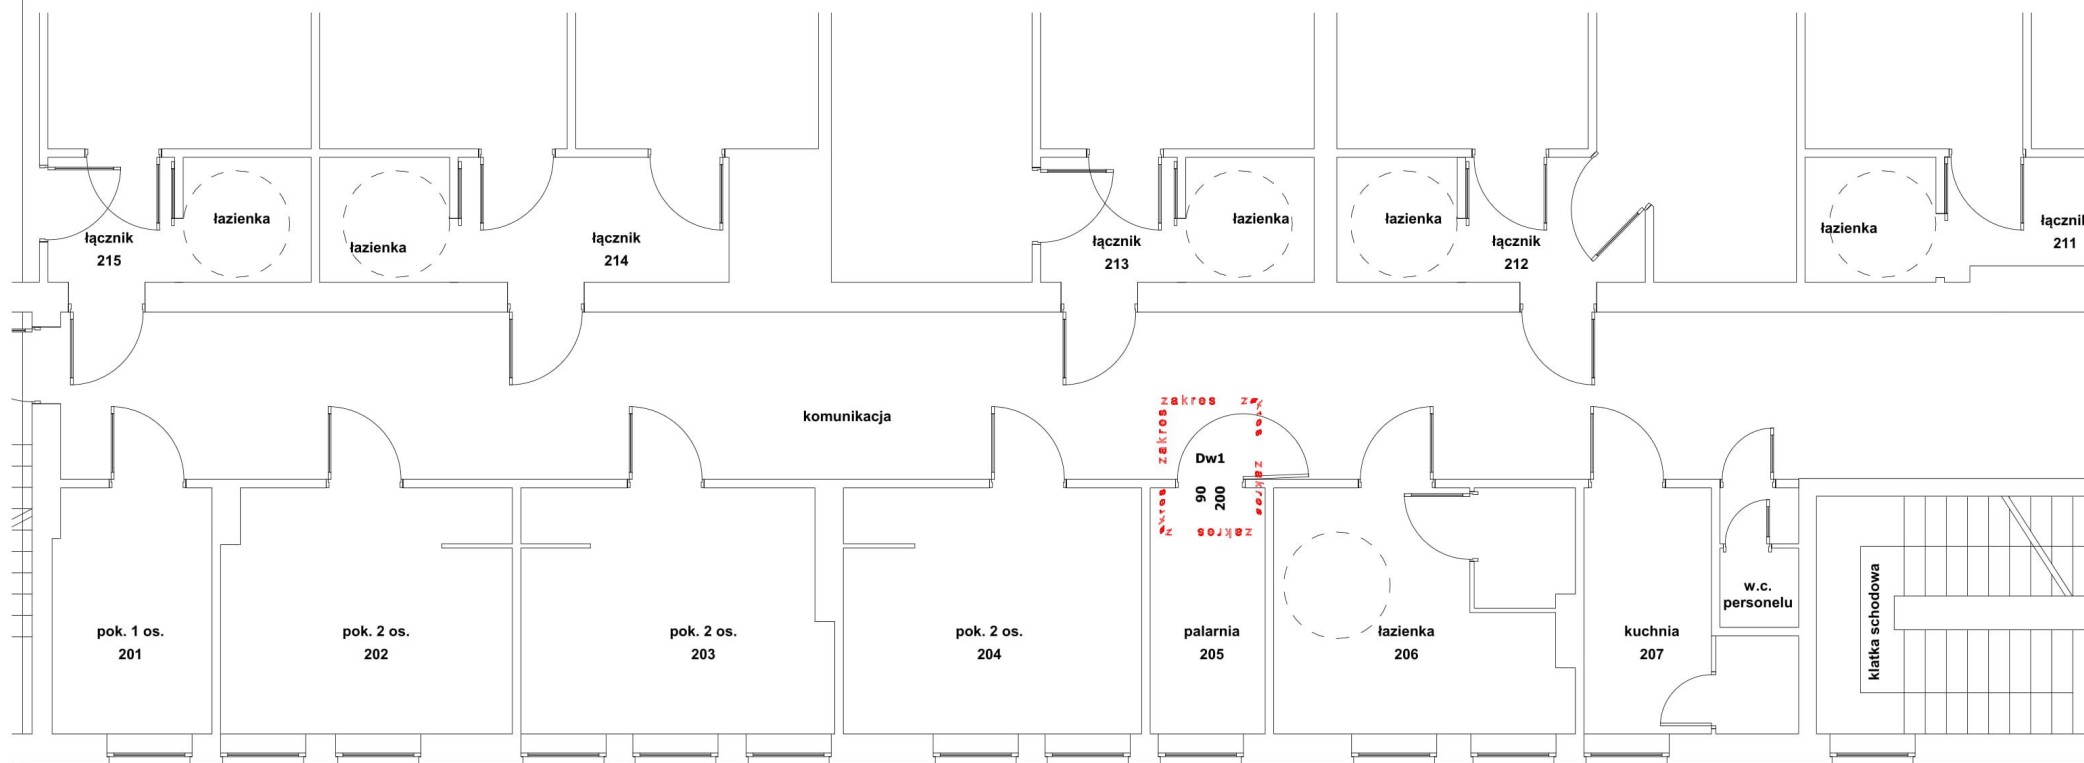 łazienka
łącznik
215
łazienka
łącznik
214
łącznik
213
łazienka
łazienka
łącznik
212
łazienka
łącznik
211
komunikacja
zakres
zakres
zakres
zakres
zakres
zakres
zakres
Dw1
90
200
pok. 1 os.
201
pok. 2 os.
202
pok. 2 os.
203
pok. 2 os.
204
palarnia
205
łazienka
206
kuchnia
207
w.c.
personelu
klatka schodowa